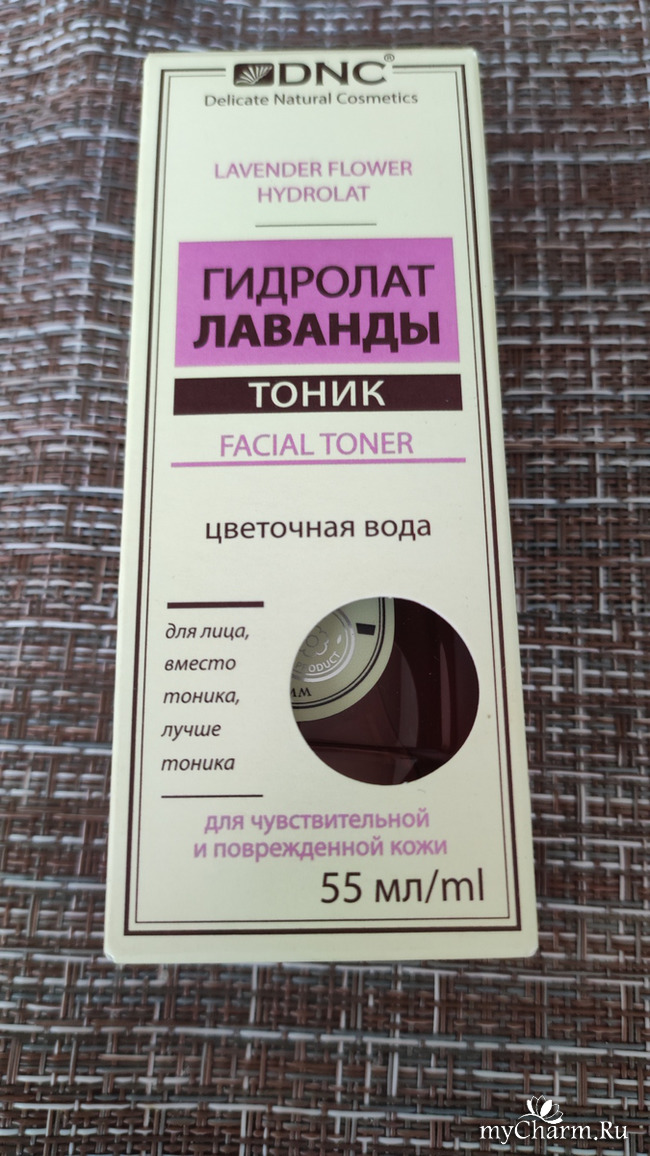 DNC®
Delicate Natural Cosmetics
LAVENDER FLOWER
HYDROLAT
ГИДРОЛАТ
ЛАВАНДЫ
ТОНИК
FACIAL TONER
цветочная вода
для лица,
вместо
тоника,
лучше
тоника
PRODUCT
для чувствительной
и поврежденной кожи
55 мл/ml
myCharm.Ru